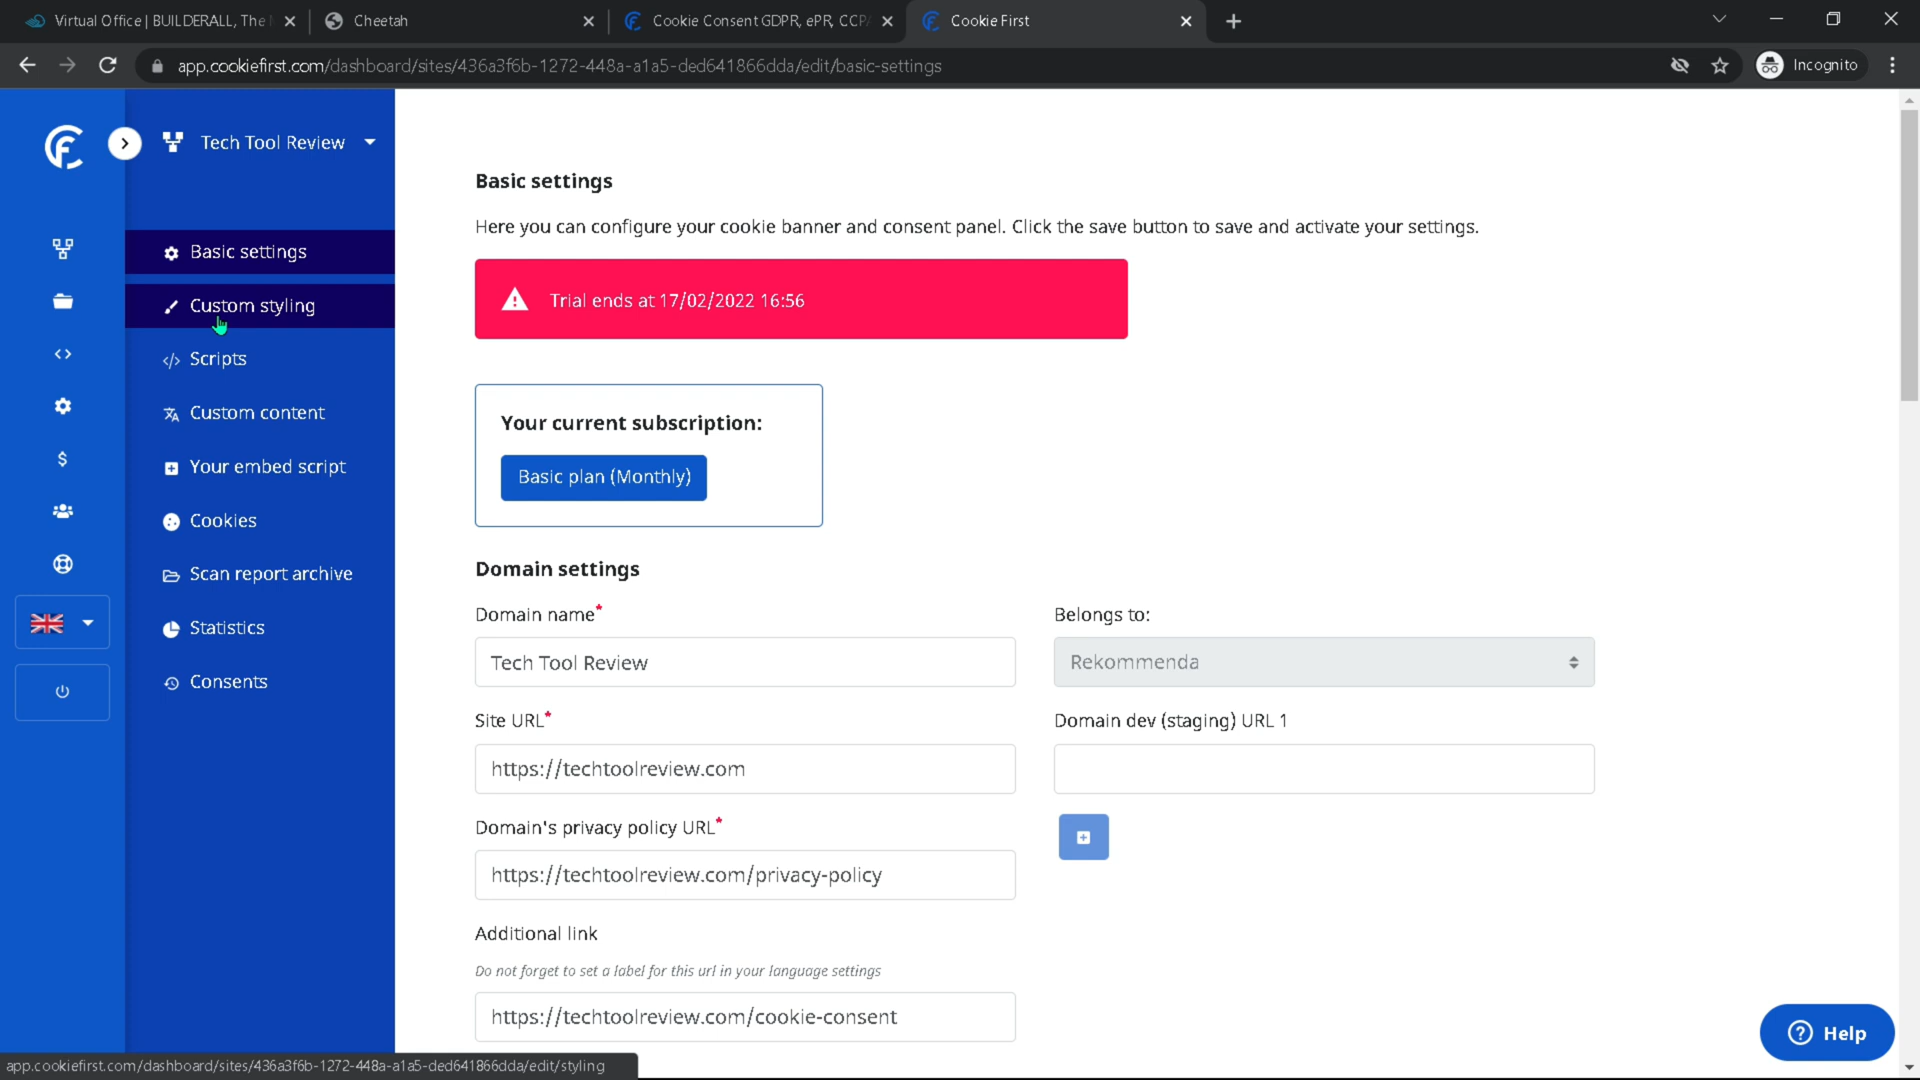 Virtual Office | BUILDERALL, The
Cheetah
Cookie Consent GDPR, ePR, CCP
Cookie First
app.cookiefirst.com/dashboard/sites/436a3f6b-1272-448a-a1a5-ded641866dda/edit/basic-settings
Incognito
Tech Tool Review
Basic settings
Custom styling
Scripts
Custom content
Your embed script
Cookies
Scan report archive
Statistics
Consents
Basic settings
Here you can configure your cookie banner and consent panel. Click the save button to save and activate your settings.
Trial ends at 17/02/2022 16:56
Your current subscription:
Basic plan (Monthly)
Domain settings
Domain name*
Tech Tool Review
Belongs to:
Rekommenda
Site URL*
https://techtoolreview.com
Domain dev (staging) URL 1
Domain's privacy policy URL*
https://techtoolreview.com/privacy-policy
Additional link
Do not forget to set a label for this url in your language settings
https://techtoolreview.com/cookie-consent
Help
app.cookiefirst.com/dashboard/sites/436a3f6b-1272-448a-a1a5-ded641866dda/edit/styling